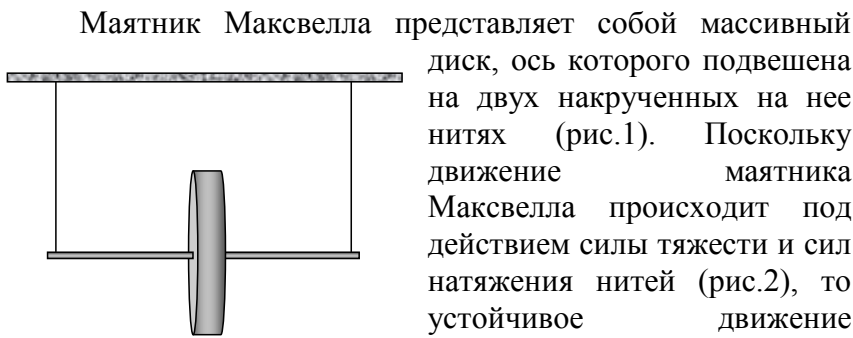 Маятник Максвелла представляет собой массивный
диск, ось которого подвешена
на двух накрученных на нее
нитях (рис.1). Поскольку
движение маятника
Максвелла происходит под
действием силы тяжести и сил
натяжения нитей (рис.2), то
устойчивое движение